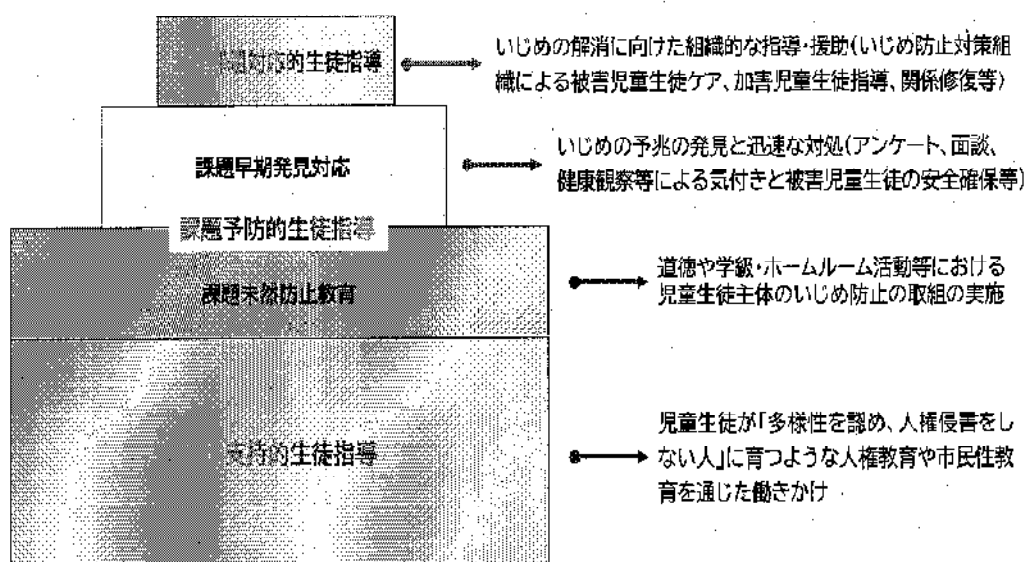 対応的生徒指導
いじめの解消に向けた組織的な指導・援助(いじめ防止対策組
織による被害児童生徒ケア、加害児童生徒指導、関係修復等)
課題早期発見対応
いじめの予兆の発見と迅速な対処(アンケート、面談、
健康観察等による気付きと被害児童生徒の安全確保等)
課題予防的生徒指導
課題未然防止教育
道徳や学級・ホームルーム活動等における
児童生徒主体のいじめ防止の取組の実施
支持的生徒指導
児童生徒が「多様性を認め、人権侵害をし
ない人」に育つような人権教育や市民性教
育を通じた働きかけ